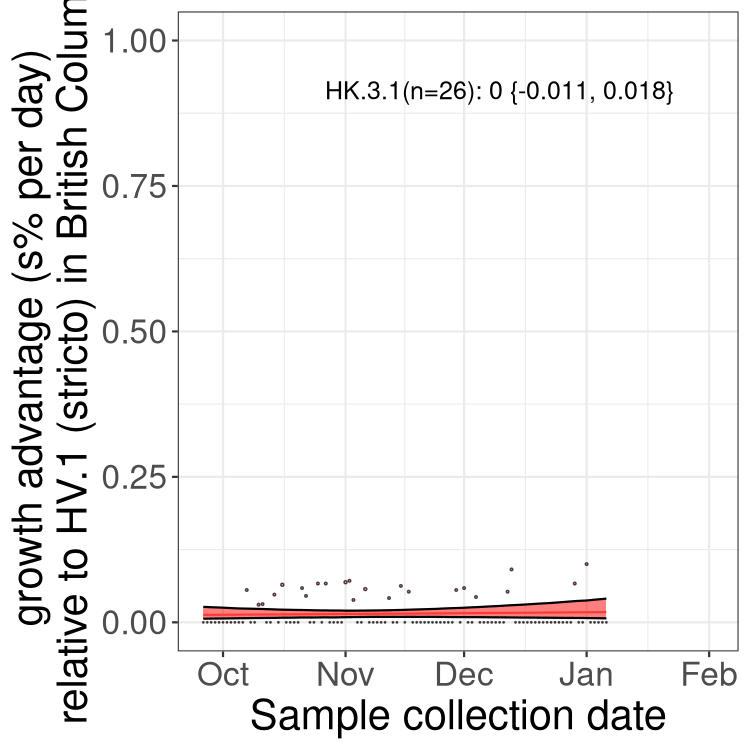 growth advantage (s% per day)
relative to HV.1 (stricto) in British Colum
1.00
0.75
0.50
0.25
0.00
HK.3.1(n=26): 0 {-0.011, 0.018}
Oct Nov Dec Jan Feb
Sample collection date